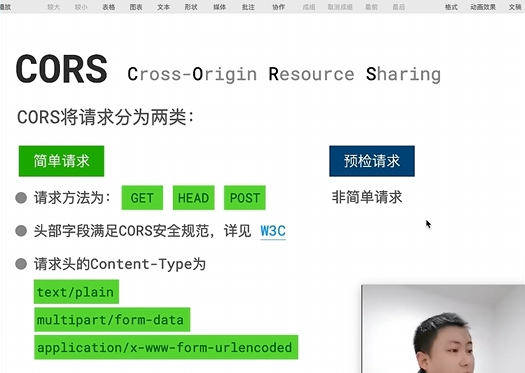 播放 较大 较小 表格 图表 文本 形状 媒体 批注 协作 成组 取消成组 最前 最后 格式 动画效果 文稿
CORS Cross-Origin Resource Sharing
CORS将请求分为两类：
简单请求
请求方法为： GET HEAD POST
头部字段满足CORS安全规范，详见 W3C
请求头的Content-Type为
text/plain
multipart/form-data
application/x-www-form-urlencoded
预检请求
非简单请求